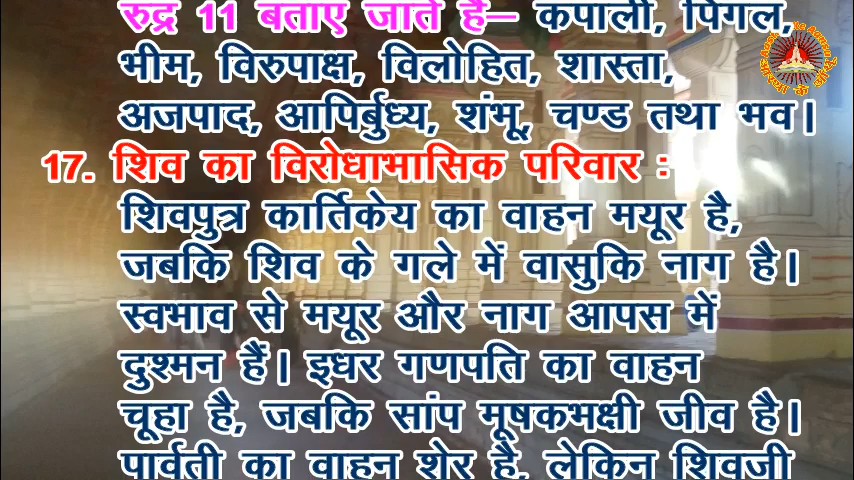 रुद्र 11 बताए जाते हैं– कपाली, पिंगल,
भीम, विरुपाक्ष, विलोहित, शास्ता,
अजपाद, आपिर्बुध्य, शंभू, चण्ड तथा भव।
17. शिव का विरोधाभासिक परिवार :
शिवपुत्र कार्तिकेय का वाहन मयूर है,
जबकि शिव के गले में वासुकि नाग है।
स्वभाव से मयूर और नाग आपस में
दुश्मन हैं। इधर गणपति का वाहन
चूहा है, जबकि सांप मूषकभक्षी जीव है।
पार्वती का वाहन शेर है, लेकिन शिवजी